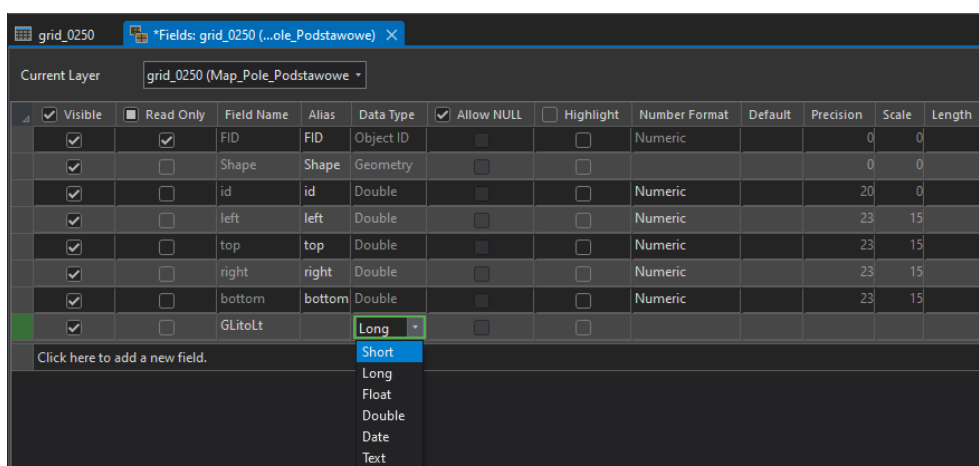 grid_0250 *Fields: grid_0250 (...ole_Podstawowe) ×
Current Layer grid_0250 (Map_Pole_Podstawowe
Visible Read Only Field Name Alias Data Type Allow NULL Highlight Number Format Default Precision Scale Length
FID FID Object ID Numeric 0 0
Shape Shape Geometry 0 0
id id Double Numeric 20 0
left left Double Numeric 23 15
top top Double Numeric 23 15
right right Double Numeric 23 15
bottom bottom Double Numeric 23 15
GLitoLt Long
Click here to add a new field.
Short
Long
Float
Double
Date
Text